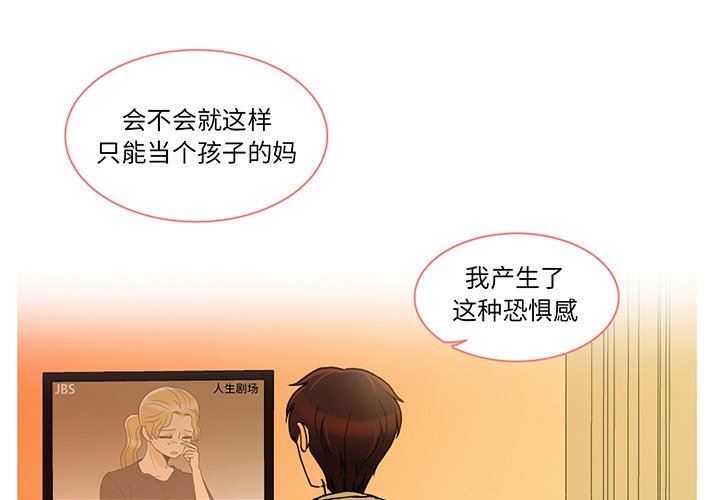 会不会就这样
只能当个孩子的妈
我产生了
这种恐惧感
JBS
人生剧场